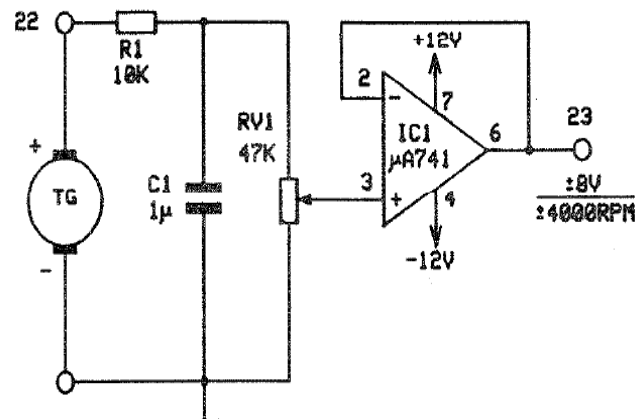 22
R1
10K
+
TG
-
C1
1µ
RV1
47K
+12V
2
-
7
IC1
µA741
6
3
+
4
-12V
23
±8V
±4000RPM